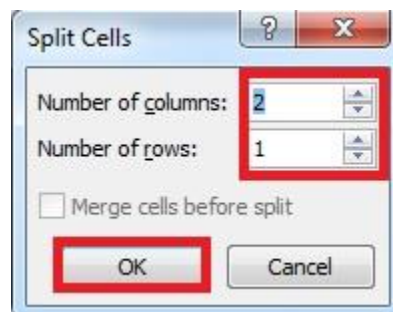 Split Cells ?
Number of columns: 2
Number of rows: 1
Merge cells before split
OK Cancel